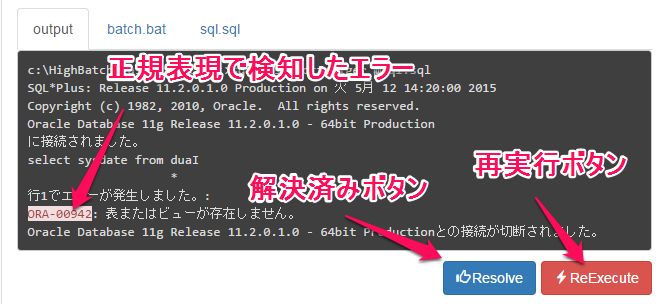 output
batch.bat
sql.sql
正規表現で検知したエラー
c:\HighBatch
sql
SQL*Plus: Release 11.2.0.1.0 Production on 火 5月 12 14:20:00 2015
Copyright (c) 1982, 2010, Oracle.  All rights reserved.
Oracle Database 11g Release 11.2.0.1.0 - 64bit Production
に接続されました。
select sysdate from duaI
*
行1でエラーが発生しました。:
ORA-00942: 表またはビューが存在しません。
Oracle Database 11g Release 11.2.0.1.0 - 64bit Productionとの接続が切断されました。
解決済みボタン
再実行ボタン
Resolve
ReExecute